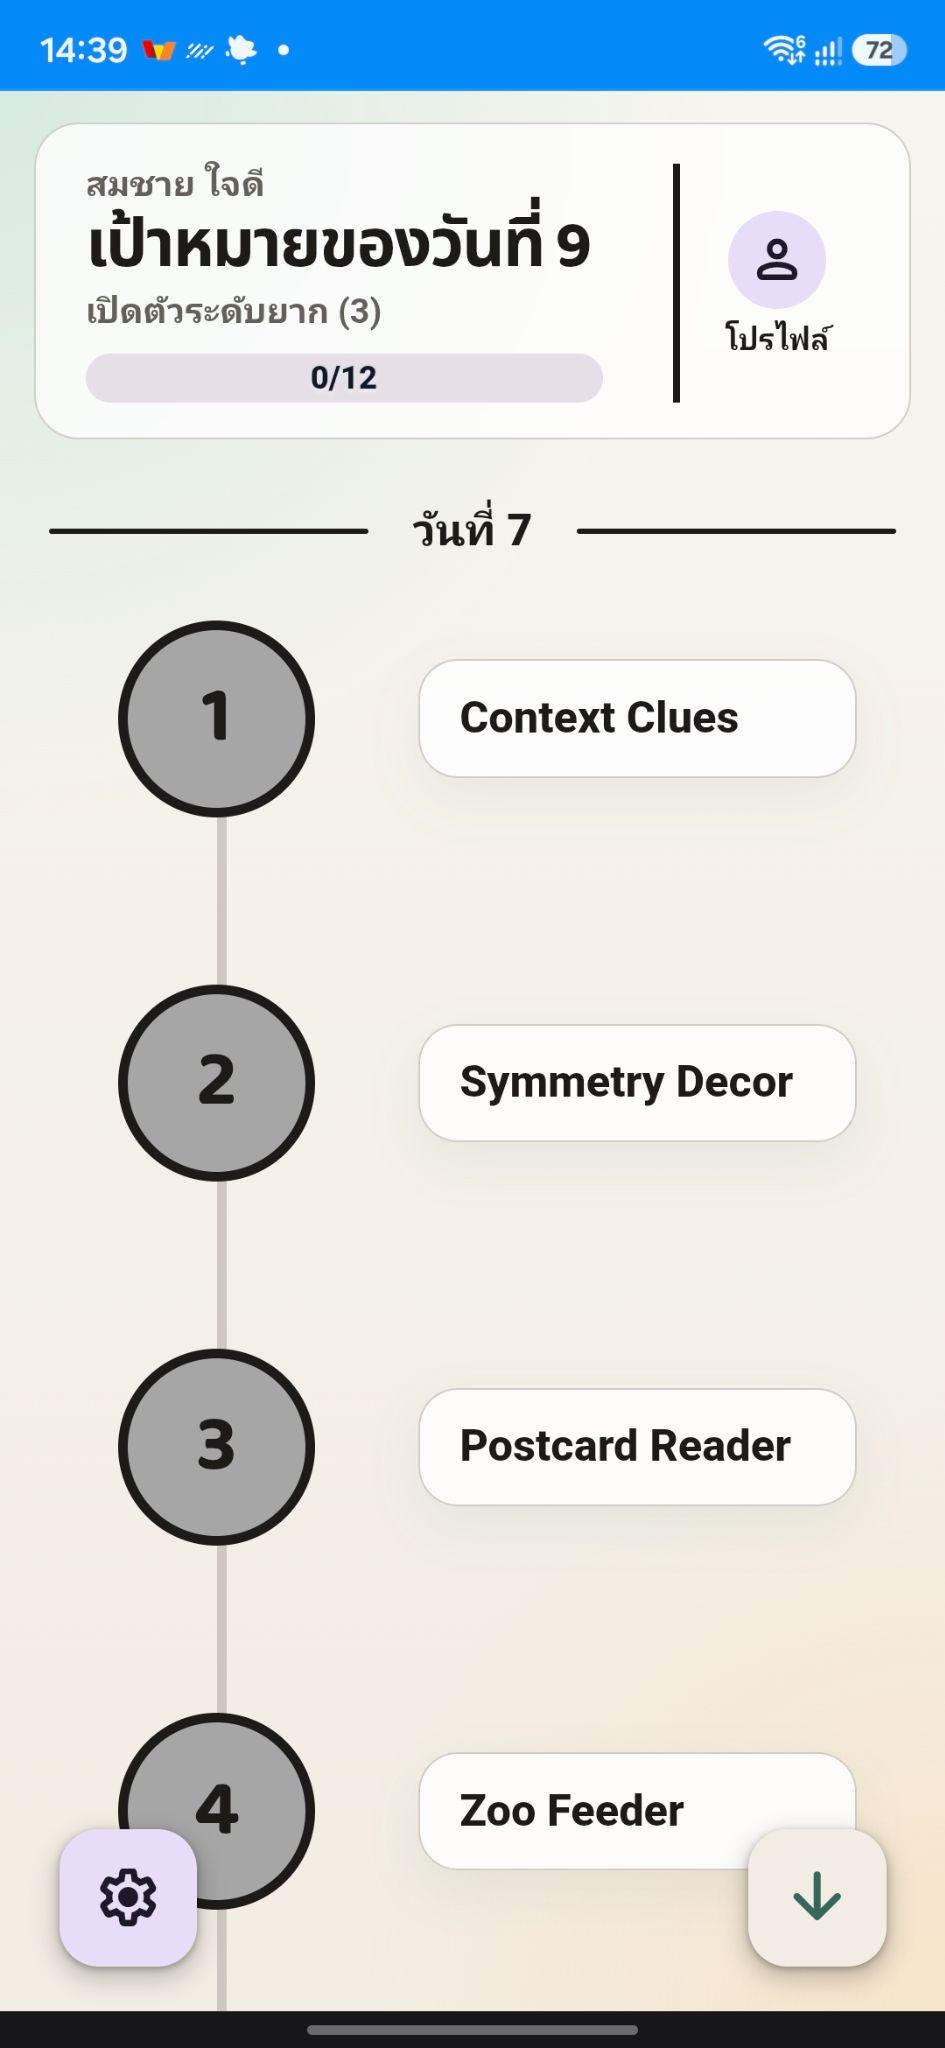 14:39
6
72
สมชาย ใจดี
เป้าหมายของวันที่ 9
เปิดตัวระดับยาก (3)
0/12
โปรไฟล์
วันที่ 7
1
Context Clues
2
Symmetry Decor
3
Postcard Reader
4
Zoo Feeder